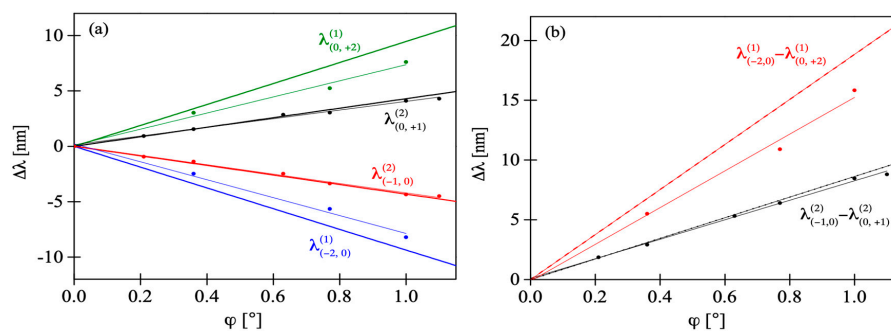 (a)
λ(0, +2)(1)
λ(0, +1)(2)
λ(-1, 0)(2)
λ(-2, 0)(1)
Δλ [nm]
10
5
0
-5
-10
0.0 0.2 0.4 0.6 0.8 1.0
φ [°]
(b)
λ(-2,0)(1)–λ(0, +2)(1)
λ(-1,0)(2)–λ(0, +1)(2)
Δλ [nm]
20
15
10
5
0
0.0 0.2 0.4 0.6 0.8 1.0
φ [°]